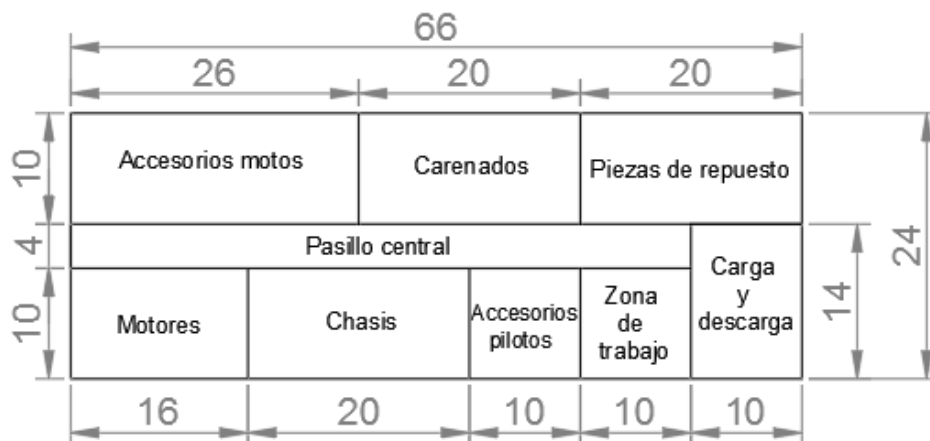 66
26 20 20
Accesorios motos
Carenados
Piezas de repuesto
10
4
10
Pasillo central
Motores
Chasis
Accesorios
pilotos
Zona
de
trabajo
Carga
y
descarga
14
24
16 20 10 10 10